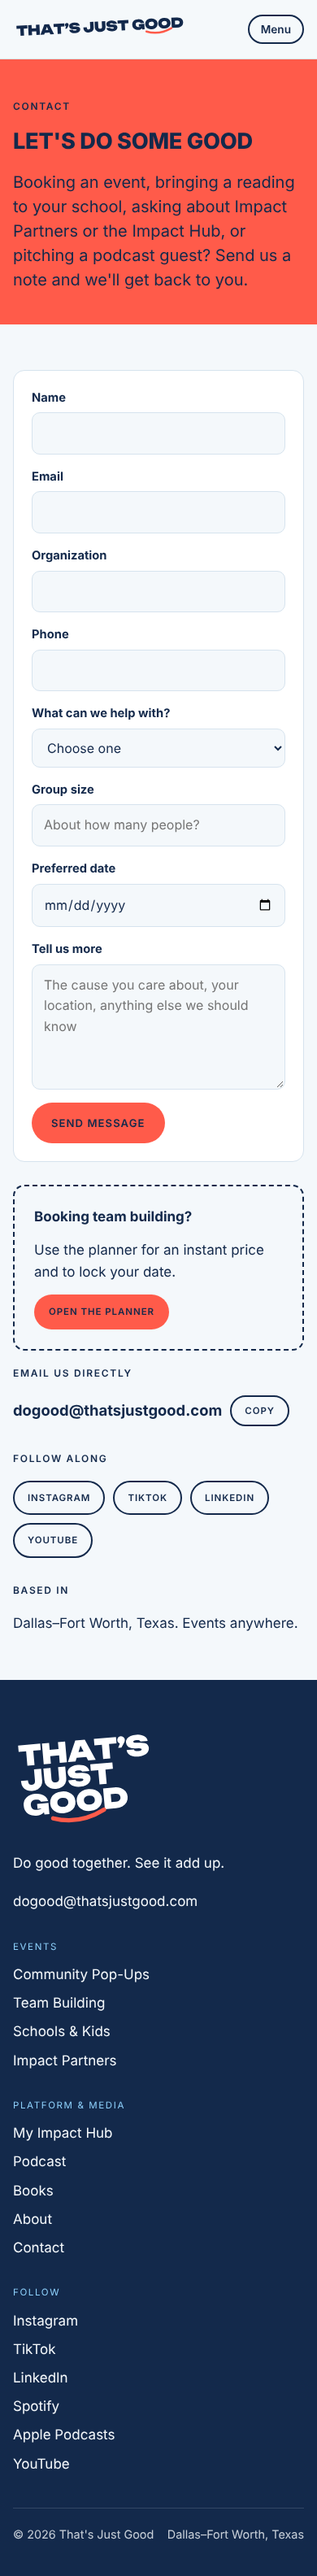 THAT'S JUST GOOD
Menu
CONTACT
LET'S DO SOME GOOD
Booking an event, bringing a reading
to your school, asking about Impact
Partners or the Impact Hub, or
pitching a podcast guest? Send us a
note and we'll get back to you.
Name
Email
Organization
Phone
What can we help with?
Choose one
Group size
About how many people?
Preferred date
mm/dd/yyyy
Tell us more
The cause you care about, your
location, anything else we should
know
SEND MESSAGE
Booking team building?
Use the planner for an instant price
and to lock your date.
OPEN THE PLANNER
EMAIL US DIRECTLY
dogood@thatsjustgood.com
COPY
FOLLOW ALONG
INSTAGRAM
TIKTOK
LINKEDIN
YOUTUBE
BASED IN
Dallas–Fort Worth, Texas. Events anywhere.
THAT'S
JUST
GOOD
Do good together. See it add up.
dogood@thatsjustgood.com
EVENTS
Community Pop-Ups
Team Building
Schools & Kids
Impact Partners
PLATFORM & MEDIA
My Impact Hub
Podcast
Books
About
Contact
FOLLOW
Instagram
TikTok
LinkedIn
Spotify
Apple Podcasts
YouTube
© 2026 That's Just Good
Dallas–Fort Worth, Texas